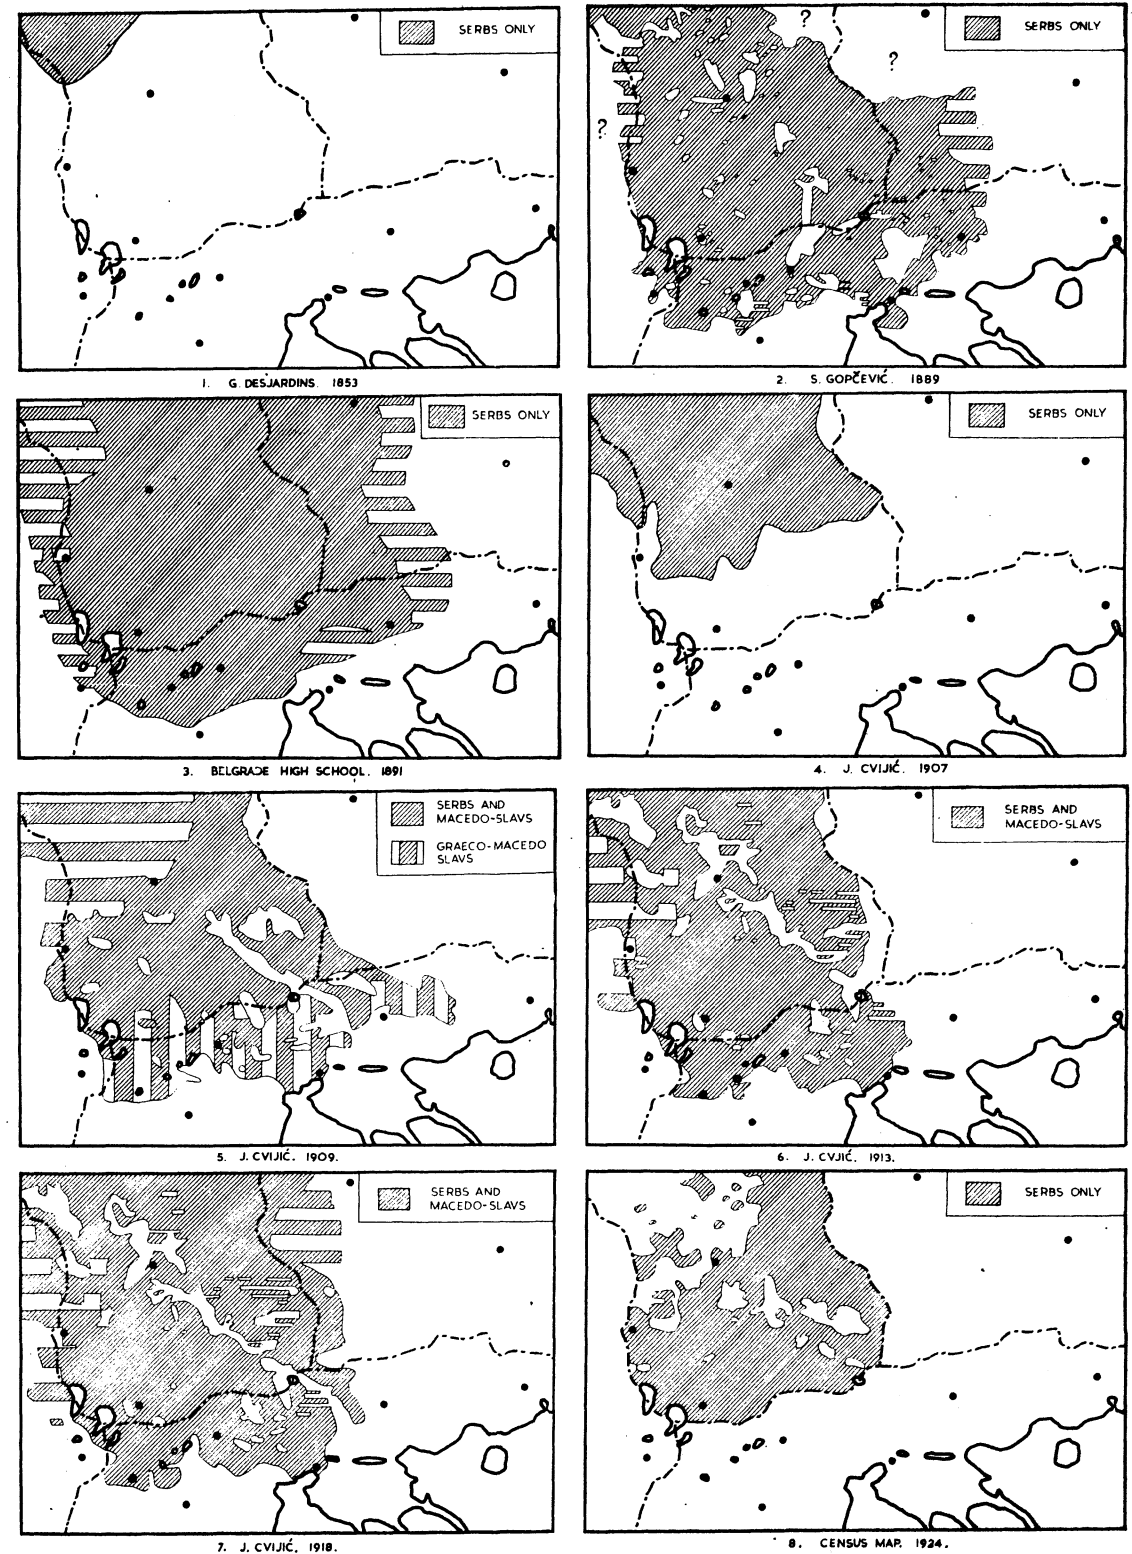 SERBS ONLY
1. G. DESJARDINS. 1853
SERBS ONLY
?
?
?
2. S. GOPČEVIĆ. 1889
SERBS ONLY
3. BELGRADE HIGH SCHOOL. 1891
SERBS ONLY
4. J. CVIJIĆ. 1907
SERBS AND
MACEDO-SLAVS
GRAECO-MACEDO
SLAVS
5. J. CVIJIĆ. 1909.
SERBS AND
MACEDO-SLAVS
6. J. CVJIĆ. 1913.
SERBS AND
MACEDO-SLAVS
7. J. CVIJIĆ. 1918.
SERBS ONLY
8. CENSUS MAP. 1924.